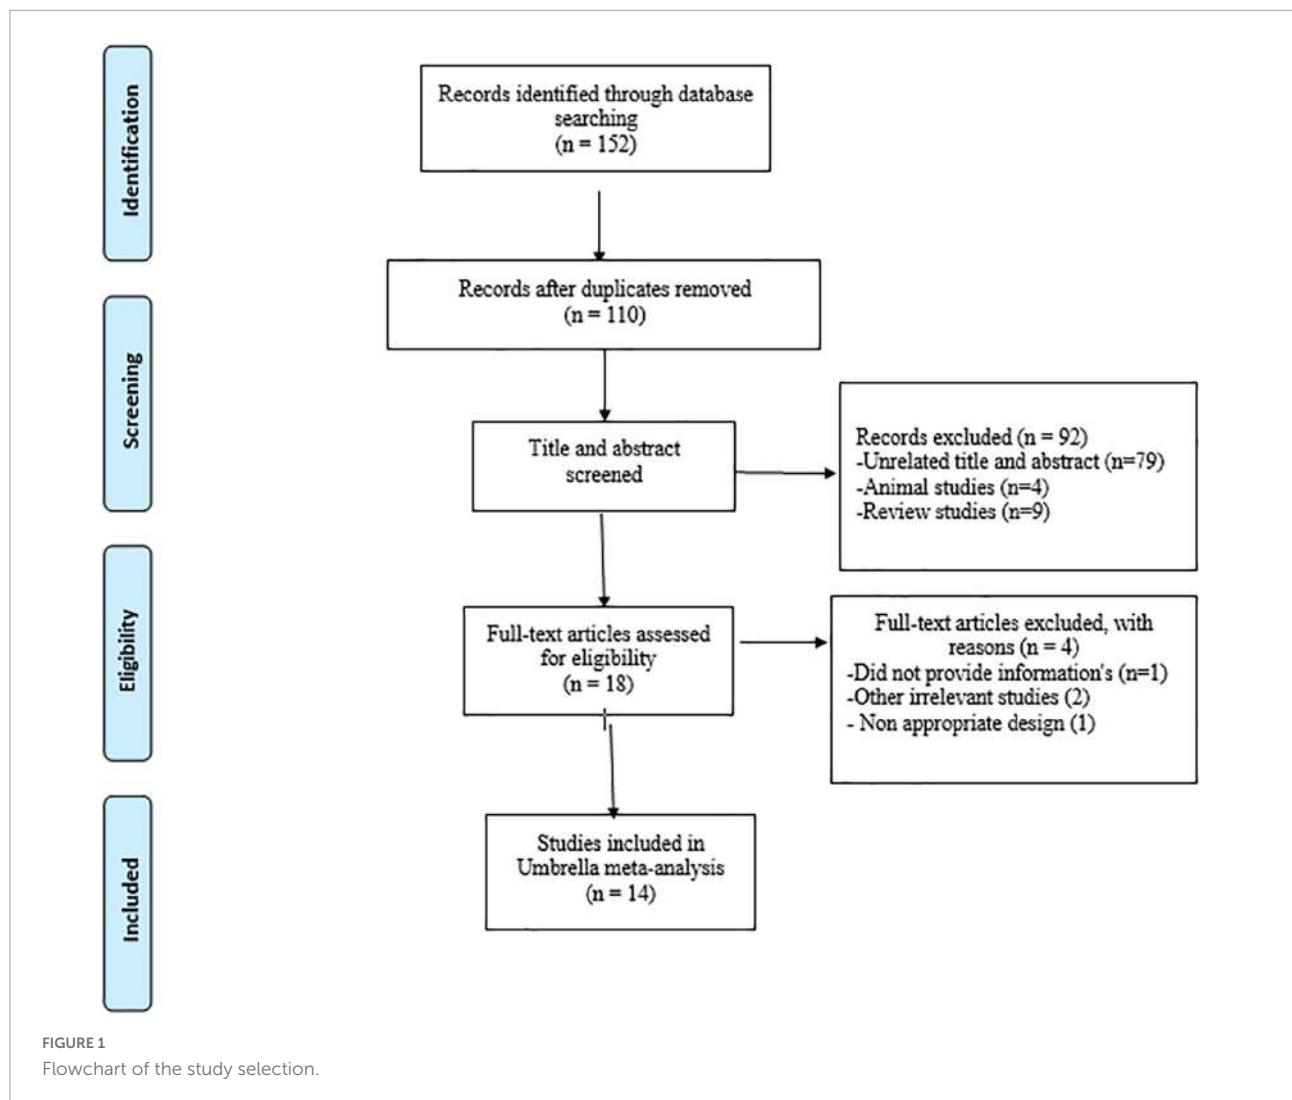 Identification
Records identified through database
searching
(n = 152)
Records after duplicates removed
(n = 110)
Screening
Title and abstract
screened
Records excluded (n = 92)
-Unrelated title and abstract (n=79)
-Animal studies (n=4)
-Review studies (n=9)
Eligibility
Full-text articles assessed
for eligibility
(n = 18)
Full-text articles excluded, with
reasons (n = 4)
-Did not provide information's (n=1)
-Other irrelevant studies (2)
- Non appropriate design (1)
Included
Studies included in
Umbrella meta-analysis
(n = 14)
FIGURE 1
Flowchart of the study selection.